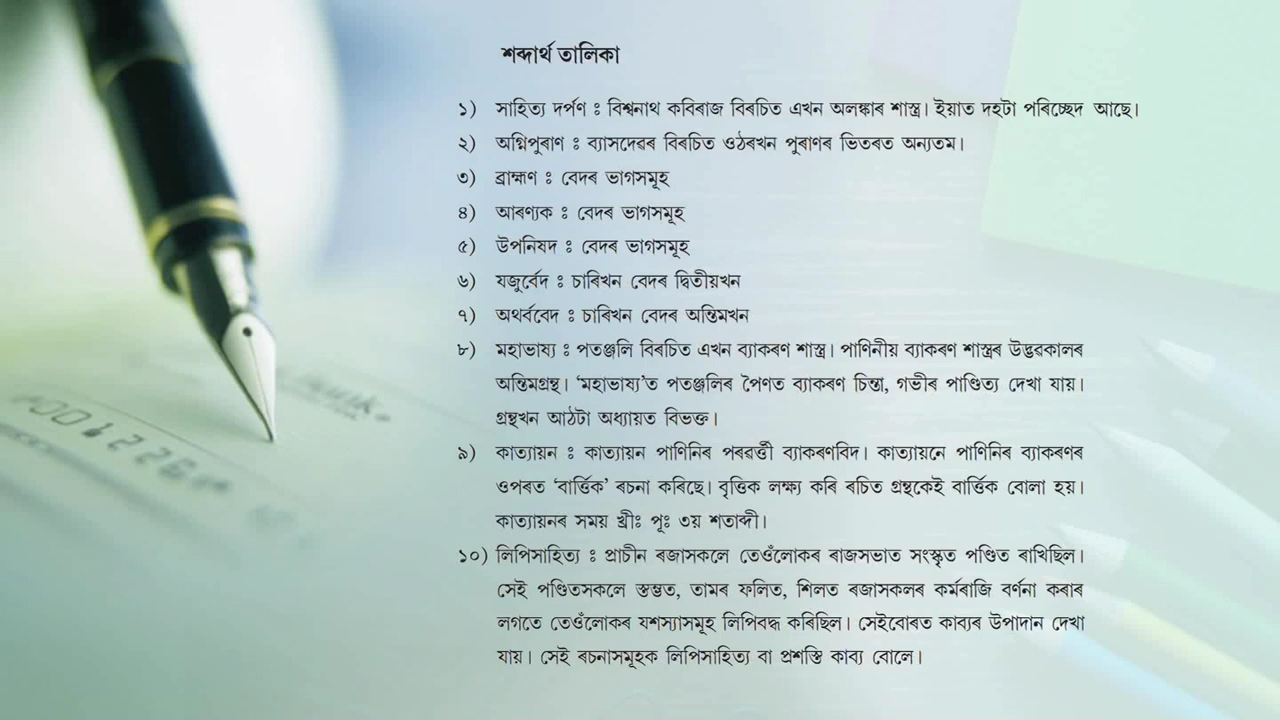 শব্দাৰ্থ তালিকা
১) সাহিত্য দৰ্পণ ঃ বিশ্বনাথ কবিৰাজ বিৰচিত এখন অলঙ্কাৰ শাস্ত্ৰ। ইয়াত দহটা পৰিচ্ছেদ আছে।
২) অগ্নিপুৰাণ ঃ ব্যাসদেৱৰ বিৰচিত ওঠৰখন পুৰাণৰ ভিতৰত অন্যতম।
৩) ব্ৰাহ্মণ ঃ বেদৰ ভাগসমূহ
৪) আৰণ্যক ঃ বেদৰ ভাগসমূহ
৫) উপনিষদ ঃ বেদৰ ভাগসমূহ
৬) যজুৰ্বেদ ঃ চাৰিখন বেদৰ দ্বিতীয়খন
৭) অথৰ্ববেদ ঃ চাৰিখন বেদৰ অন্তিমখন
৮) মহাভাষ্য ঃ পতঞ্জলি বিৰচিত এখন ব্যাকৰণ শাস্ত্ৰ। পাণিনীয় ব্যাকৰণ শাস্ত্ৰৰ উদ্ভৱকালৰ
অন্তিমগ্ৰন্থ। ‘মহাভাষ্য’ত পতঞ্জলিৰ পৈণত ব্যাকৰণ চিন্তা, গভীৰ পাণ্ডিত্য দেখা যায়।
গ্ৰন্থখন আঠটা অধ্যায়ত বিভক্ত।
৯) কাত্যায়ন ঃ কাত্যায়ন পাণিনিৰ পৰৱৰ্ত্তী ব্যাকৰণবিদ। কাত্যায়নে পাণিনিৰ ব্যাকৰণৰ
ওপৰত ‘বাৰ্ত্তিক’ ৰচনা কৰিছে। বৃত্তিক লক্ষ্য কৰি ৰচিত গ্ৰন্থকেই বাৰ্ত্তিক বোলা হয়।
কাত্যায়নৰ সময় খ্ৰীঃ পূঃ ৩য় শতাব্দী।
১০) লিপিসাহিত্য ঃ প্ৰাচীন ৰজাসকলে তেওঁলোকৰ ৰাজসভাত সংস্কৃত পণ্ডিত ৰাখিছিল।
সেই পণ্ডিতসকলে স্তম্ভত, তামৰ ফলিত, শিলত ৰজাসকলৰ কৰ্মৰাজি বৰ্ণনা কৰাৰ
লগতে তেওঁলোকৰ যশস্যাসমূহ লিপিবদ্ধ কৰিছিল। সেইবোৰত কাব্যৰ উপাদান দেখা
যায়। সেই ৰচনাসমূহক লিপিসাহিত্য বা প্ৰশস্তি কাব্য বোলে।